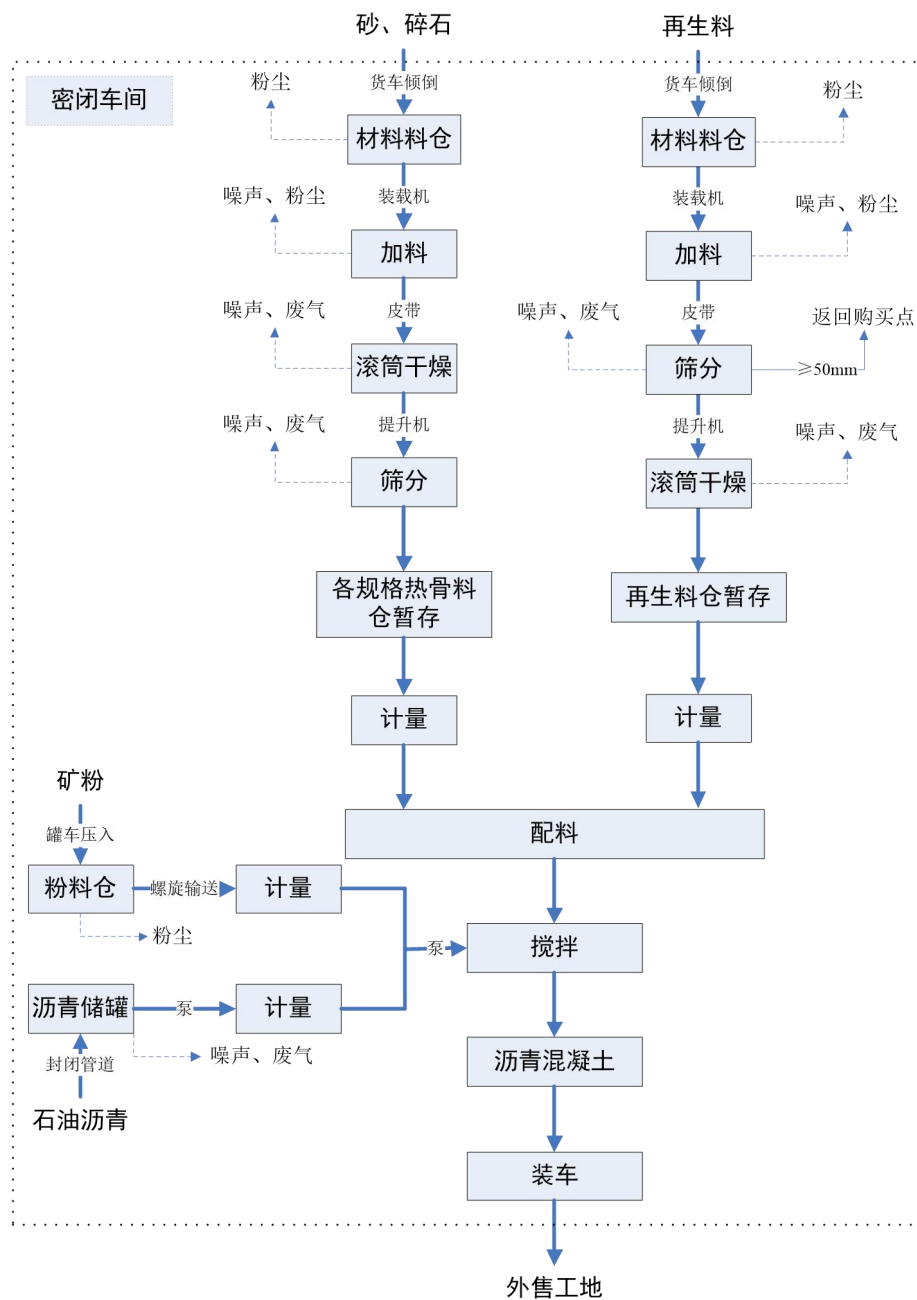 砂、碎石
再生料
密闭车间
粉尘
货车倾倒
货车倾倒
粉尘
材料料仓
材料料仓
噪声、粉尘
装载机
装载机
噪声、粉尘
加料
加料
噪声、废气
皮带
噪声、废气
皮带
返回购买点
滚筒干燥
筛分
≥50mm
噪声、废气
提升机
提升机
噪声、废气
筛分
滚筒干燥
各规格热骨料
仓暂存
再生料仓暂存
计量
计量
矿粉
罐车压入
配料
粉料仓
螺旋输送
计量
粉尘
泵
搅拌
沥青储罐
泵
计量
噪声、废气
封闭管道
沥青混凝土
石油沥青
装车
外售工地